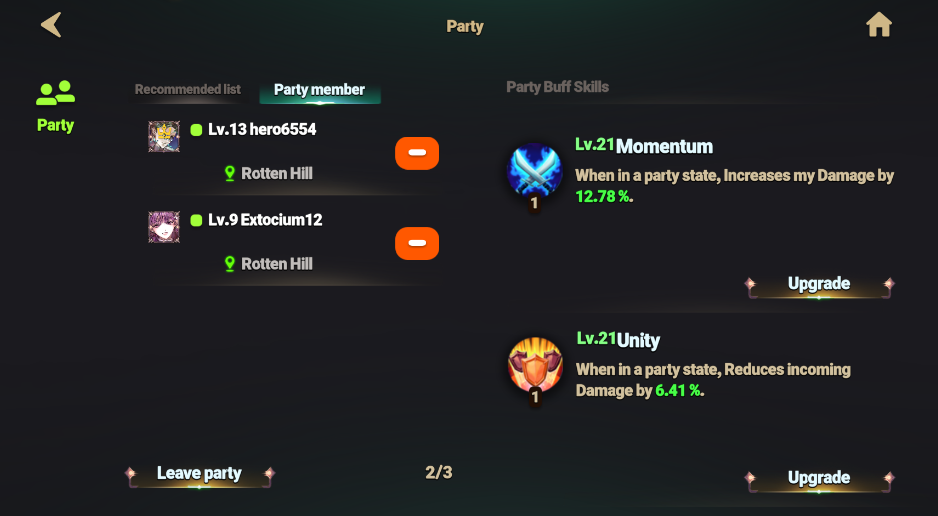 Party
Party
Recommended list
Party member
Lv.13 hero6554
Rotten Hill
Lv.9 Extocium12
Rotten Hill
Leave party
2/3
Party Buff Skills
Lv.21Momentum
When in a party state, Increases my Damage by
12.78 %.
1
Upgrade
Lv.21Unity
When in a party state, Reduces incoming
Damage by 6.41 %.
1
Upgrade